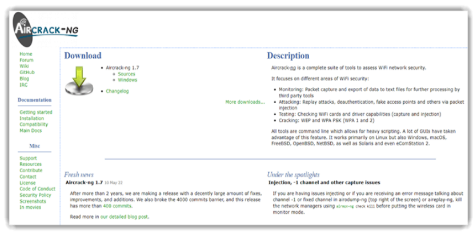 AIRCRACK-NG
Home
Forum
Wiki
GitHub
Blog
IRC
Documentation
Getting started
Installation
Compatibility
Main Docs
Misc
Support
Resources
Contribute
Contact
License
Code of Conduct
Security Policy
Screenshots
In movies
Download
Aircrack-ng 1.7
Sources
Windows
Changelog
More downloads...
Description
Aircrack-ng is a complete suite of tools to assess WiFi network security.
It focuses on different areas of WiFi security:
Monitoring: Packet capture and export of data to text files for further processing by
third party tools
Attacking: Replay attacks, deauthentication, fake access points and others via packet
injection
Testing: Checking WiFi cards and driver capabilities (capture and injection)
Cracking: WEP and WPA PSK (WPA 1 and 2)
All tools are command line which allows for heavy scripting. A lot of GUIs have taken
advantage of this feature. It works primarily on Linux but also Windows, macOS,
FreeBSD, OpenBSD, NetBSD, as well as Solaris and even eComStation 2.
Fresh news
Aircrack-ng 1.7 10 May 22
After more than 2 years, we are making a release with a decently large amount of fixes,
improvements, and additions. We also broke the 4000 commits barrier, and this release
has more than 400 commits.
Read more in our detailed blog post.
Under the spotlights
Injection, -1 channel and other capture issues
If you are having issues injecting or if you are receiving an error message talking about
channel -1 or fixed channel in airodump-ng (top right of the screen) or aireplay-ng, kill
the network managers using airmon-ng check kill before putting the wireless card in
monitor mode.